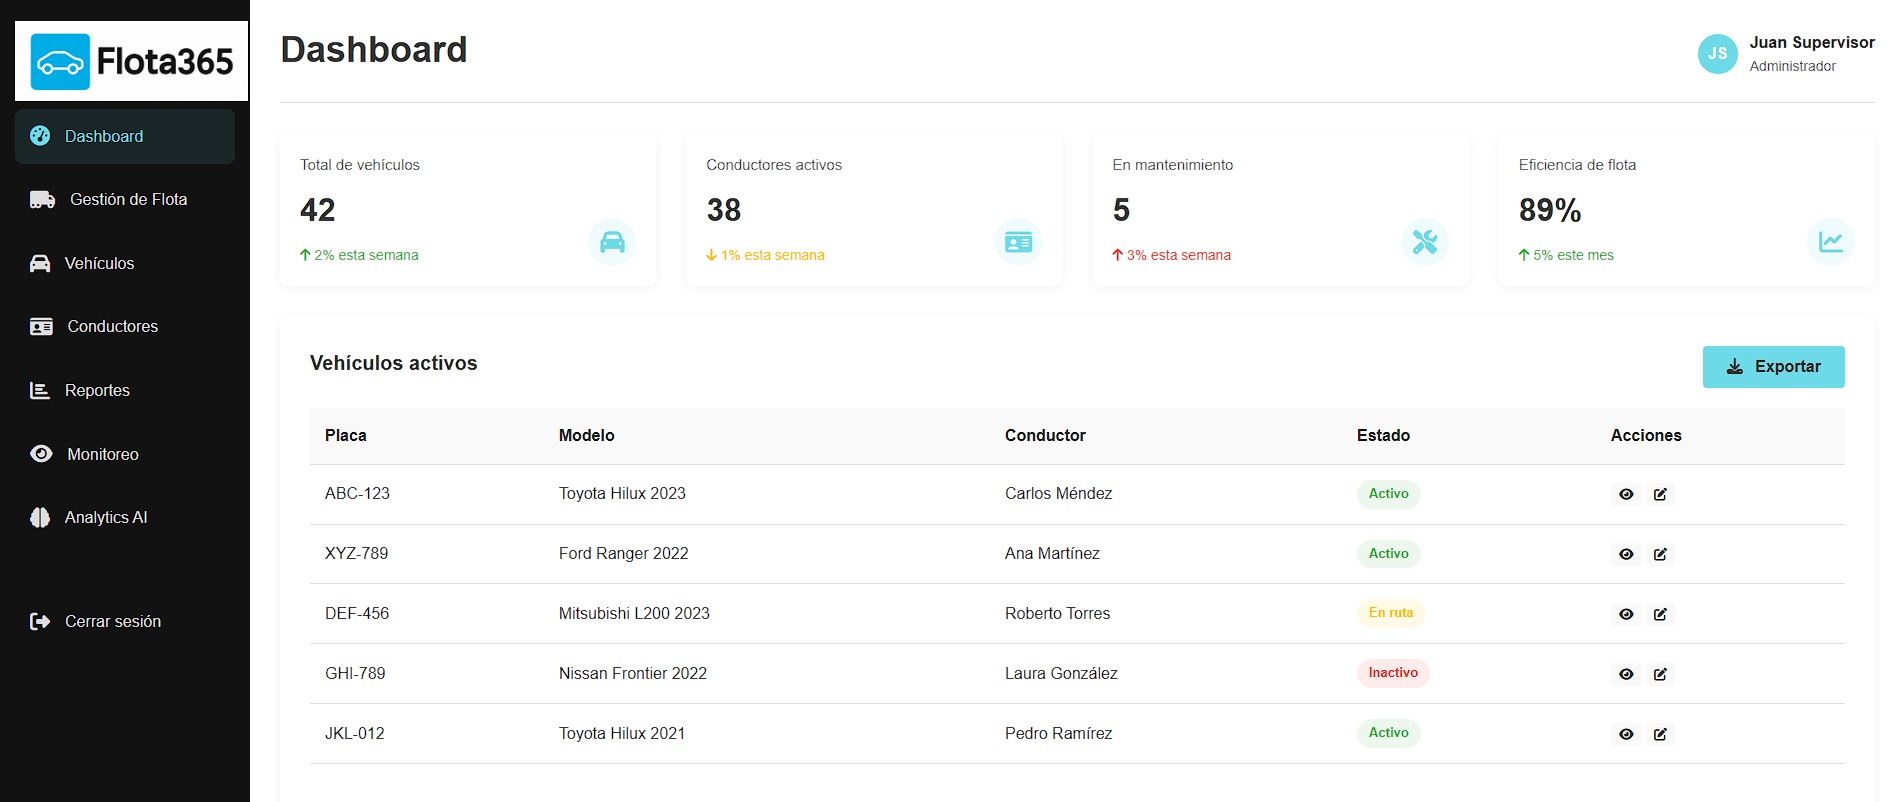 Flota365
Dashboard
Gestión de Flota
Vehículos
Conductores
Reportes
Monitoreo
Analytics AI
Cerrar sesión
Dashboard
JS
Juan Supervisor
Administrador
Total de vehículos
42
2% esta semana
Conductores activos
38
1% esta semana
En mantenimiento
5
3% esta semana
Eficiencia de flota
89%
5% este mes
Vehículos activos
Exportar
Placa Modelo Conductor Estado Acciones
ABC-123 Toyota Hilux 2023 Carlos Méndez Activo
XYZ-789 Ford Ranger 2022 Ana Martínez Activo
DEF-456 Mitsubishi L200 2023 Roberto Torres En ruta
GHI-789 Nissan Frontier 2022 Laura González Inactivo
JKL-012 Toyota Hilux 2021 Pedro Ramírez Activo